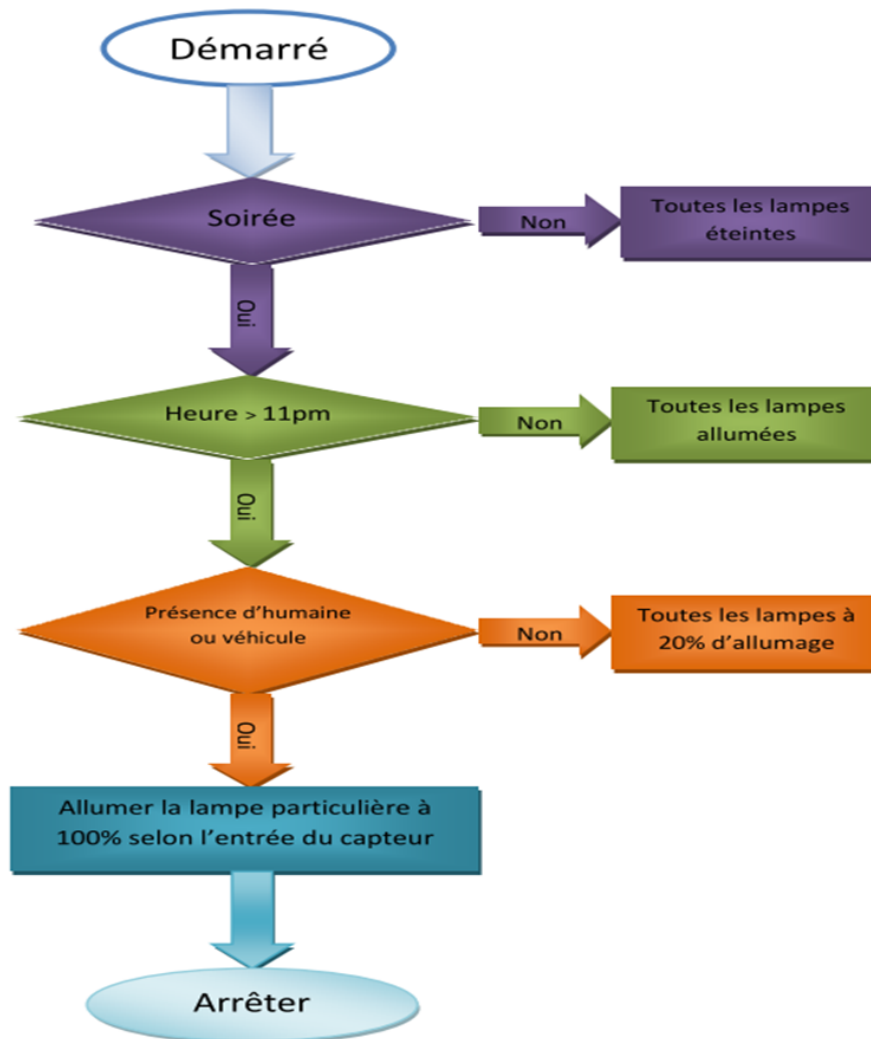 Démarré
Soirée
Non
Toutes les lampes
éteintes
Oui
Heure > 11pm
Non
Toutes les lampes
allumées
Oui
Présence d'humaine
ou véhicule
Non
Toutes les lampes à
20% d'allumage
Oui
Allumer la lampe particulière à
100% selon l'entrée du capteur
Arrêter